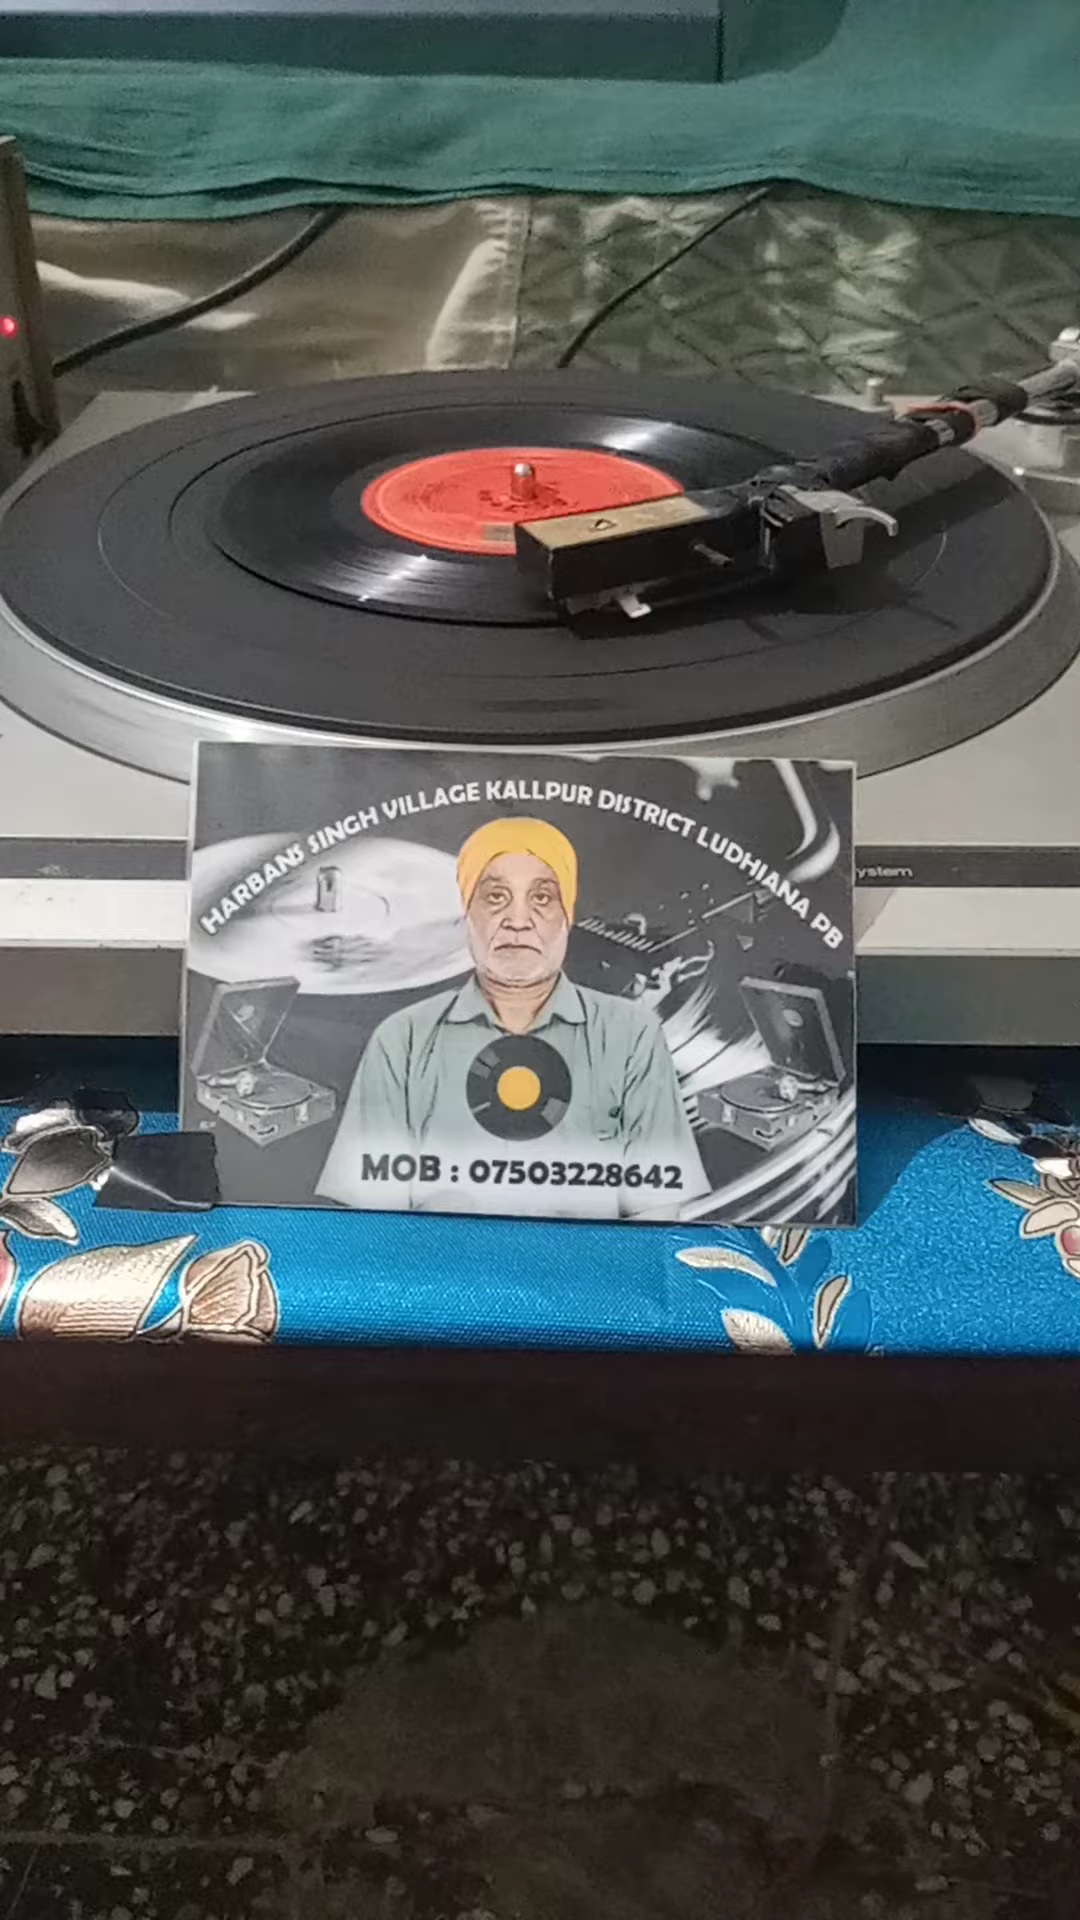 ystem
HARBANS SINGH VILLAGE KALLPUR DISTRICT LUDHIANA PB
MOB : 07503228642